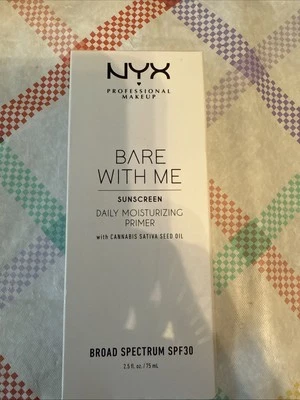 NYX
PROFESSIONAL
MAKEUP
BARE
WITH ME
SUNSCREEN
DAILY MOISTURIZING
PRIMER
with CANNABIS SATIVA SEED OIL
BROAD SPECTRUM SPF30
2.5 fl. oz / 75 mL